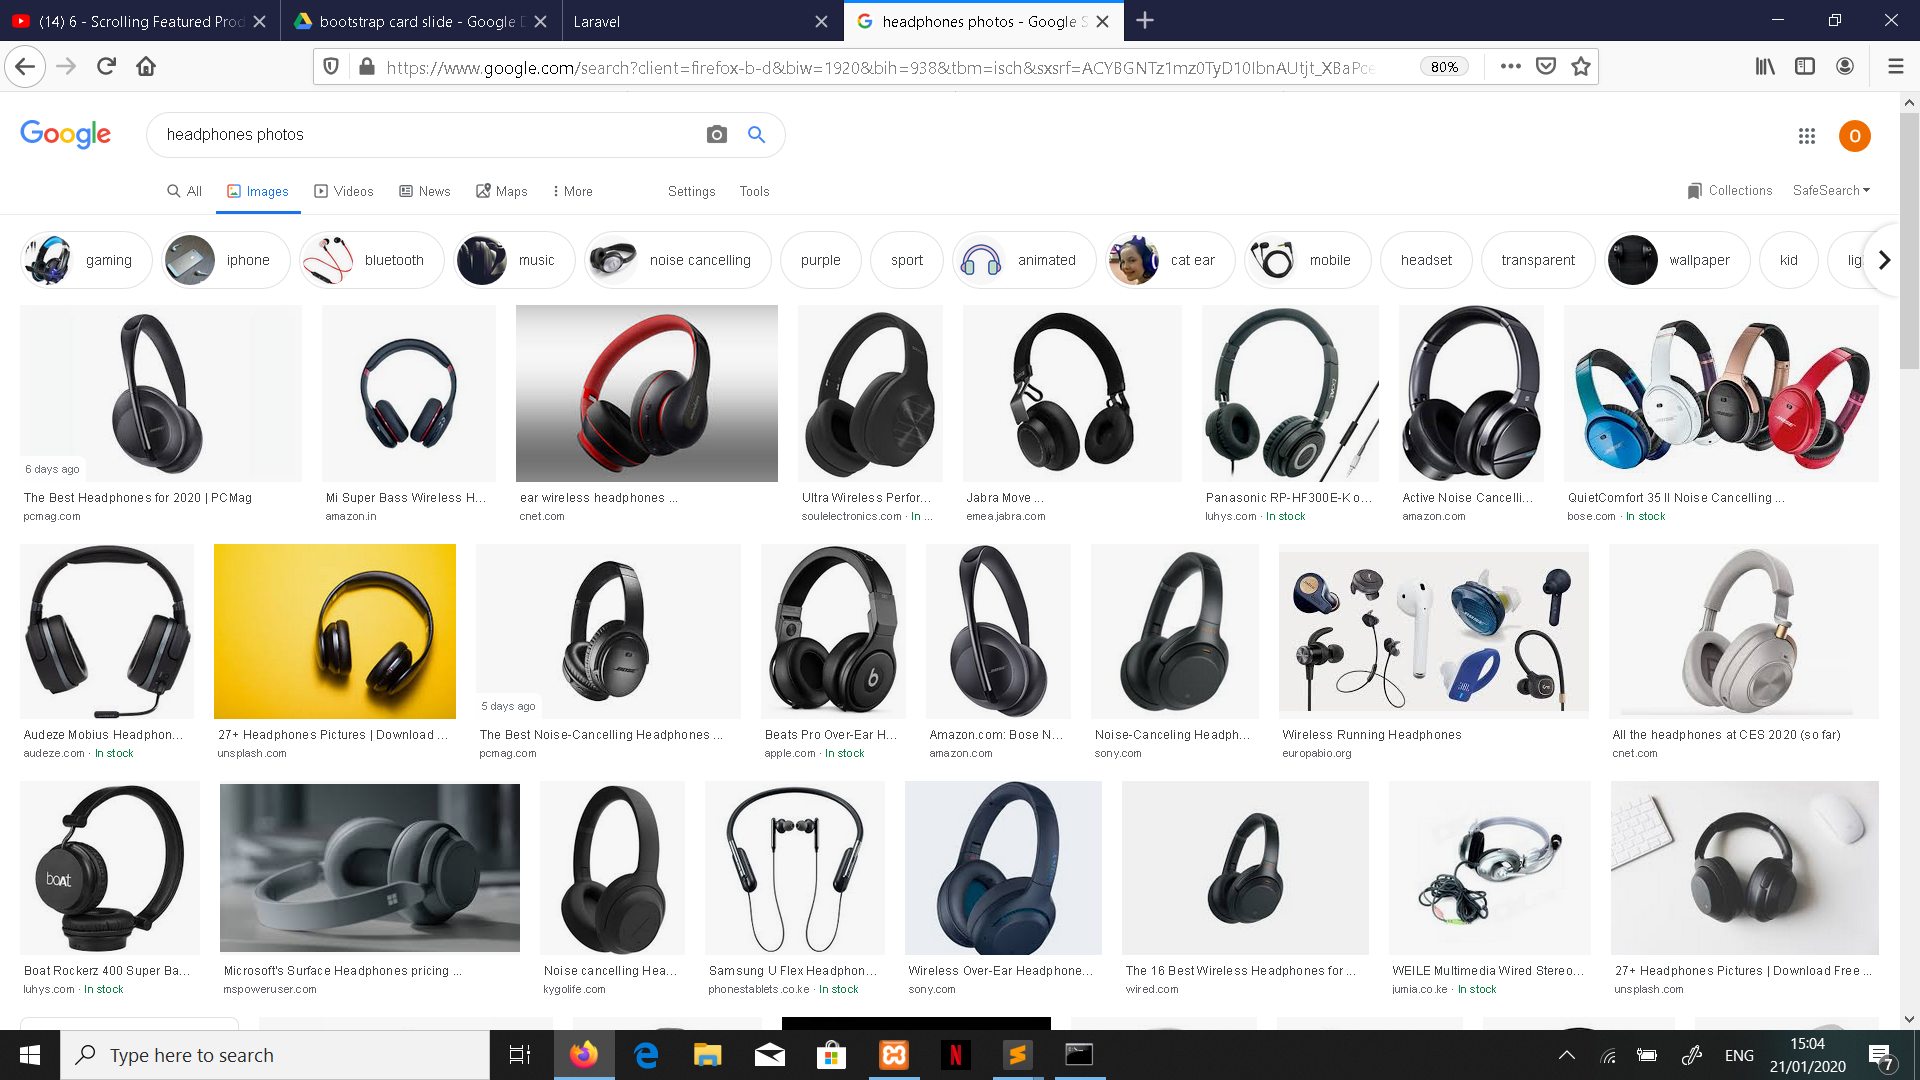 (14) 6 - Scrolling Featured Prod
bootstrap card slide - Google D
Laravel
headphones photos - Google S
https://www.google.com/search?client=firefox-b-d&biw=1920&bih=938&tbm=isch&sxsrf=ACYBGNTz1mz0TyD10IbnAUtjt_XBaPce
80%
Google
headphones photos
O
All
Images
Videos
News
Maps
More
Settings
Tools
Collections
SafeSearch
gaming
iphone
bluetooth
music
noise cancelling
purple
sport
animated
cat ear
mobile
headset
transparent
wallpaper
kid
lig
6 days ago
The Best Headphones for 2020 | PCMag
pcmag.com
Mi Super Bass Wireless H...
amazon.in
ear wireless headphones ...
cnet.com
Ultra Wireless Perfor...
soulelectronics.com · In ...
Jabra Move ...
emea.jabra.com
Panasonic RP-HF300E-K o...
luhys.com · In stock
Active Noise Cancelli...
amazon.com
QuietComfort 35 II Noise Cancelling ...
bose.com · In stock
Audeze Mobius Headphon...
audeze.com · In stock
27+ Headphones Pictures | Download ...
unsplash.com
5 days ago
BOSE
The Best Noise-Cancelling Headphones ...
pcmag.com
Beats Pro Over-Ear H...
apple.com · In stock
Amazon.com: Bose N...
amazon.com
Noise-Canceling Headph...
sony.com
JBL
Wireless Running Headphones
europabio.org
All the headphones at CES 2020 (so far)
cnet.com
boAt
Boat Rockerz 400 Super Ba...
luhys.com · In stock
Microsoft's Surface Headphones pricing ...
mspoweruser.com
Noise cancelling Hea...
kygolife.com
Samsung U Flex Headphon...
phonestablets.co.ke · In stock
Wireless Over-Ear Headphone...
sony.com
The 16 Best Wireless Headphones for ...
wired.com
WEILE Multimedia Wired Stereo...
jumia.co.ke · In stock
27+ Headphones Pictures | Download Free ...
unsplash.com
Type here to search
ENG
15:04
21/01/2020
7